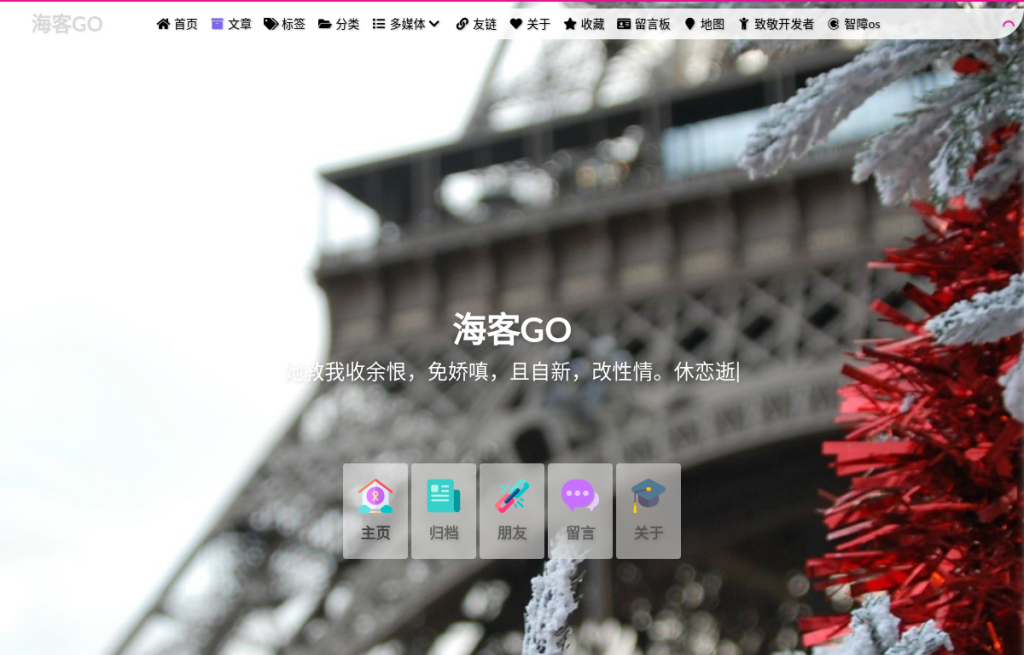 海客GO 首页 文章 标签 分类 多媒体 友链 关于 收藏 留言板 地图 致敬开发者 智障os
海客GO
她教我收余恨，免娇嗔，且自新，改性情。休恋逝|
主页 归档 朋友 留言 关于